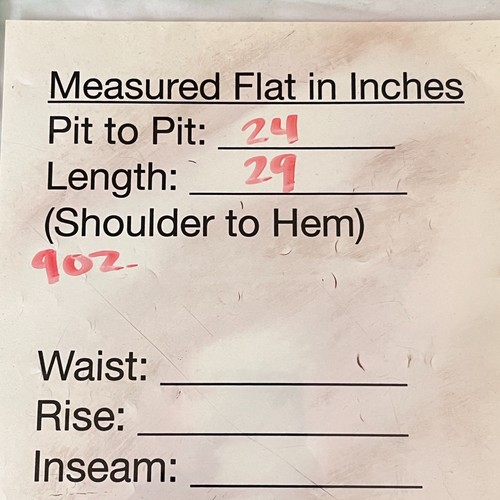 Measured Flat in Inches
Pit to Pit: 24
Length: 29
(Shoulder to Hem)
9oz.
Waist:
Rise:
Inseam: